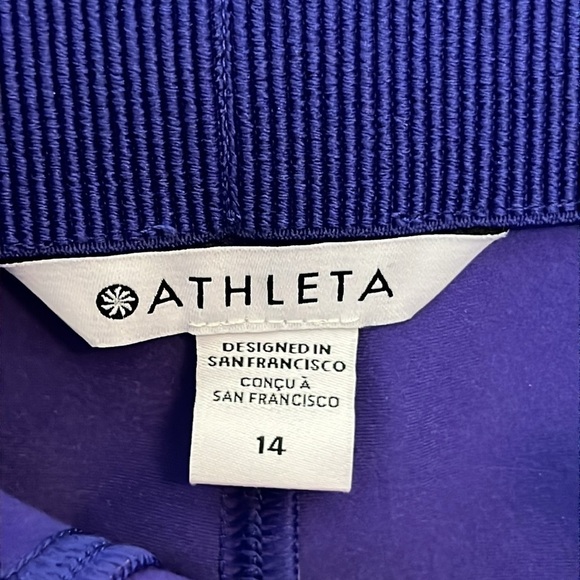 ATHLETA
DESIGNED IN
SAN FRANCISCO
CONÇU À
SAN FRANCISCO
14